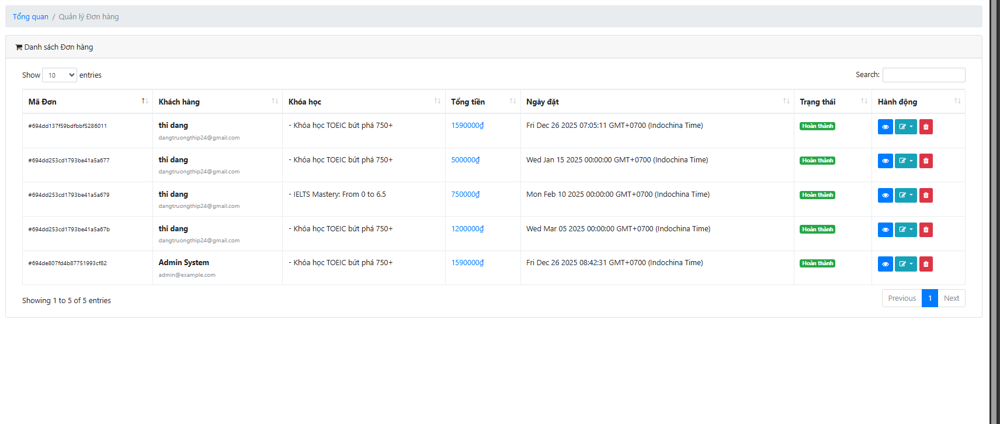 Tổng quan / Quản lý Đơn hàng
Danh sách Đơn hàng
Show 10 entries Search:
Mã Đơn Khách hàng Khóa học Tổng tiền Ngày đặt Trạng thái Hành động
#694dd137f59bdfbbf5286011 thi dang - Khóa học TOEIC bứt phá 750+ 1590000₫ Fri Dec 26 2025 07:05:11 GMT+0700 (Indochina Time) Hoàn thành
dangtruongthip24@gmail.com
#694dd253cd1793be41a5a677 thi dang - Khóa học TOEIC bứt phá 750+ 500000₫ Wed Jan 15 2025 00:00:00 GMT+0700 (Indochina Time) Hoàn thành
dangtruongthip24@gmail.com
#694dd253cd1793be41a5a679 thi dang - IELTS Mastery: From 0 to 6.5 750000₫ Mon Feb 10 2025 00:00:00 GMT+0700 (Indochina Time) Hoàn thành
dangtruongthip24@gmail.com
#694dd253cd1793be41a5a67b thi dang - Khóa học TOEIC bứt phá 750+ 1200000₫ Wed Mar 05 2025 00:00:00 GMT+0700 (Indochina Time) Hoàn thành
dangtruongthip24@gmail.com
#694de807fd4b87751993cf82 Admin System - Khóa học TOEIC bứt phá 750+ 1590000₫ Fri Dec 26 2025 08:42:31 GMT+0700 (Indochina Time) Hoàn thành
admin@example.com
Showing 1 to 5 of 5 entries Previous 1 Next